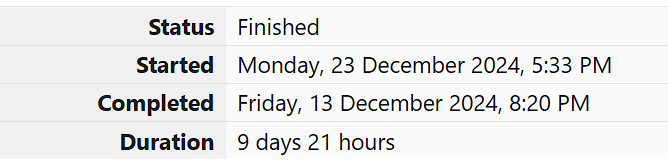 Status Finished
Started Monday, 23 December 2024, 5:33 PM
Completed Friday, 13 December 2024, 8:20 PM
Duration 9 days 21 hours